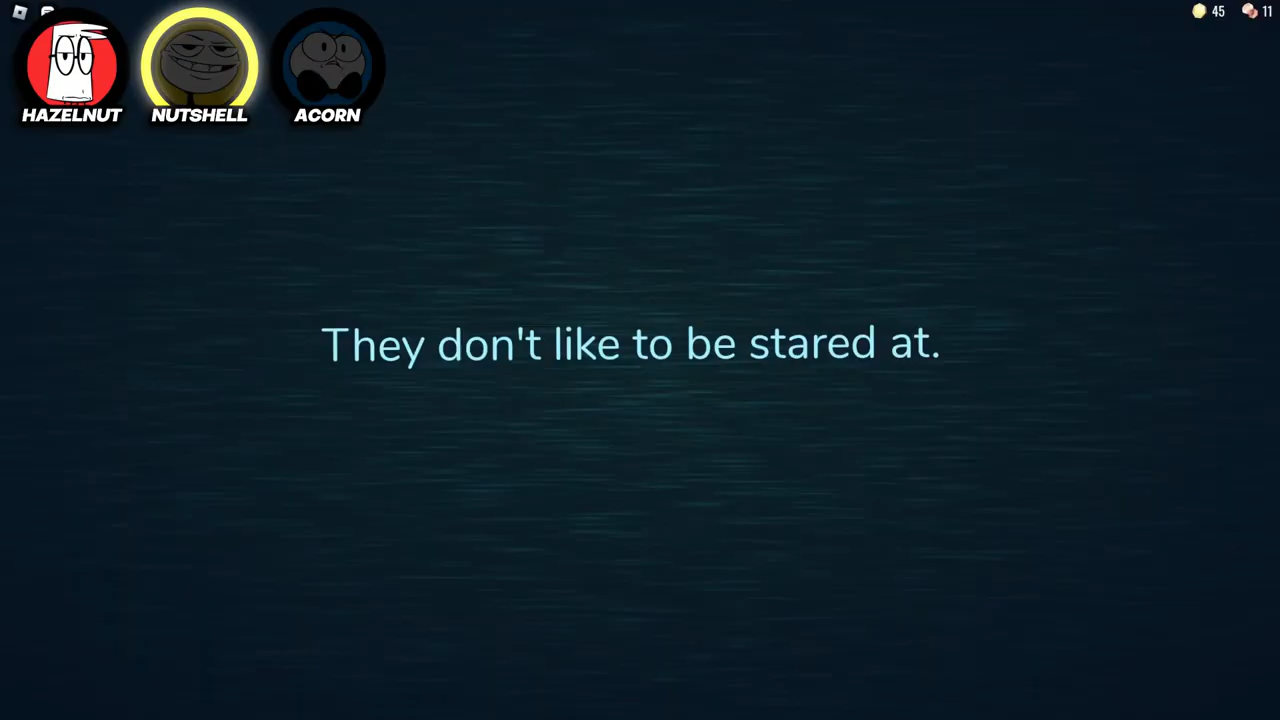 45
11
HAZELNUT
NUTSHELL
ACORN
They don't like to be stared at.